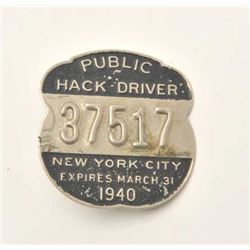 PUBLIC
HACK DRIVER
37517
NEW YORK CITY
EXPIRES MARCH 31
1940